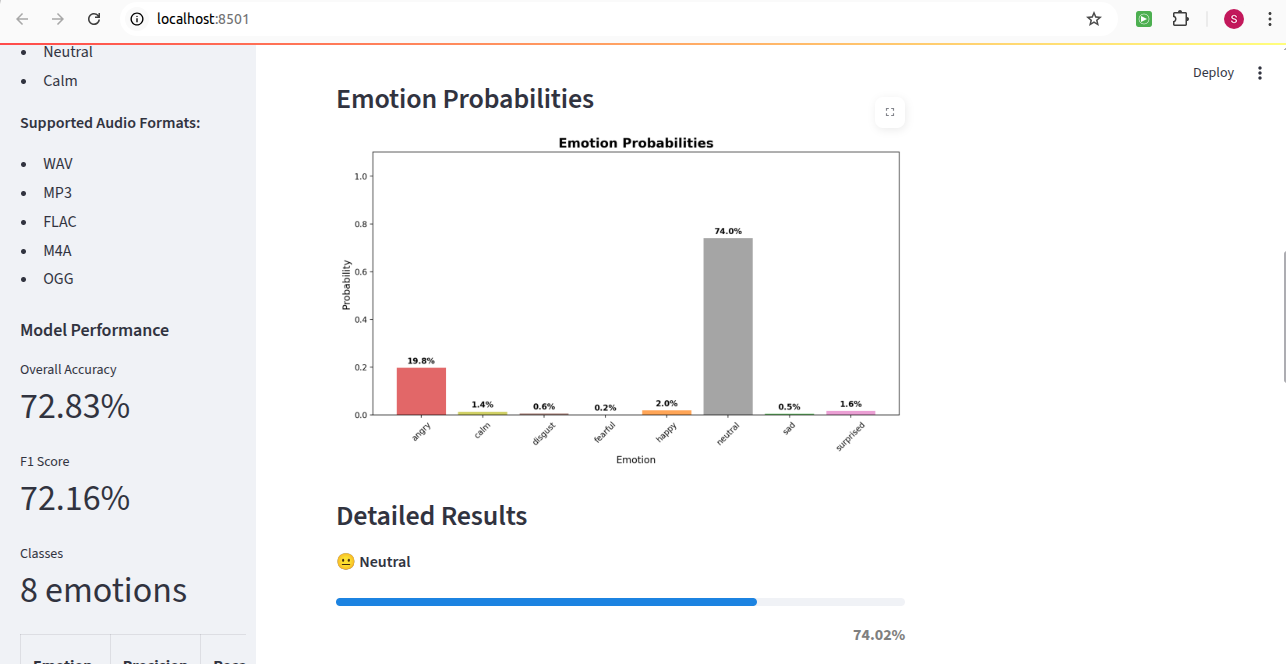 localhost:8501
S
Neutral
Calm
Supported Audio Formats:
WAV
MP3
FLAC
M4A
OGG
Model Performance
Overall Accuracy
72.83%
F1 Score
72.16%
Classes
8 emotions
Emotion Precision
Deploy
Emotion Probabilities
Emotion Probabilities
Probability
1.0
0.8
0.6
0.4
0.2
0.0
19.8%
1.4%
0.6%
0.2%
2.0%
74.0%
0.5%
1.6%
angry
calm
disgust
fearful
happy
neutral
sad
surprised
Emotion
Detailed Results
😐 Neutral
74.02%